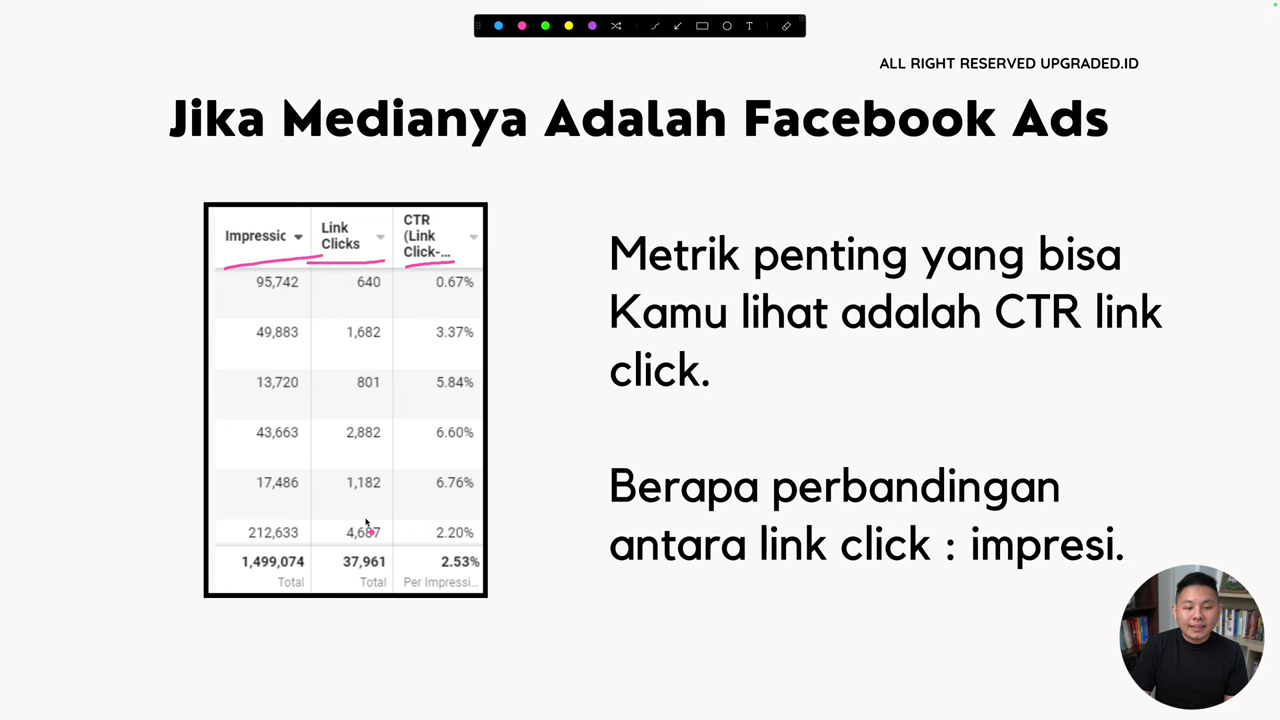 T
ALL RIGHT RESERVED UPGRADED.ID
Jika Medianya Adalah Facebook Ads
Impressic Link Clicks CTR (Link Click-...
95,742 640 0.67%
49,883 1,682 3.37%
13,720 801 5.84%
43,663 2,882 6.60%
17,486 1,182 6.76%
212,633 4,687 2.20%
1,499,074 37,961 2.53%
Total Total Per Impressi...
Metrik penting yang bisa
Kamu lihat adalah CTR link
click.
Berapa perbandingan
antara link click : impresi.